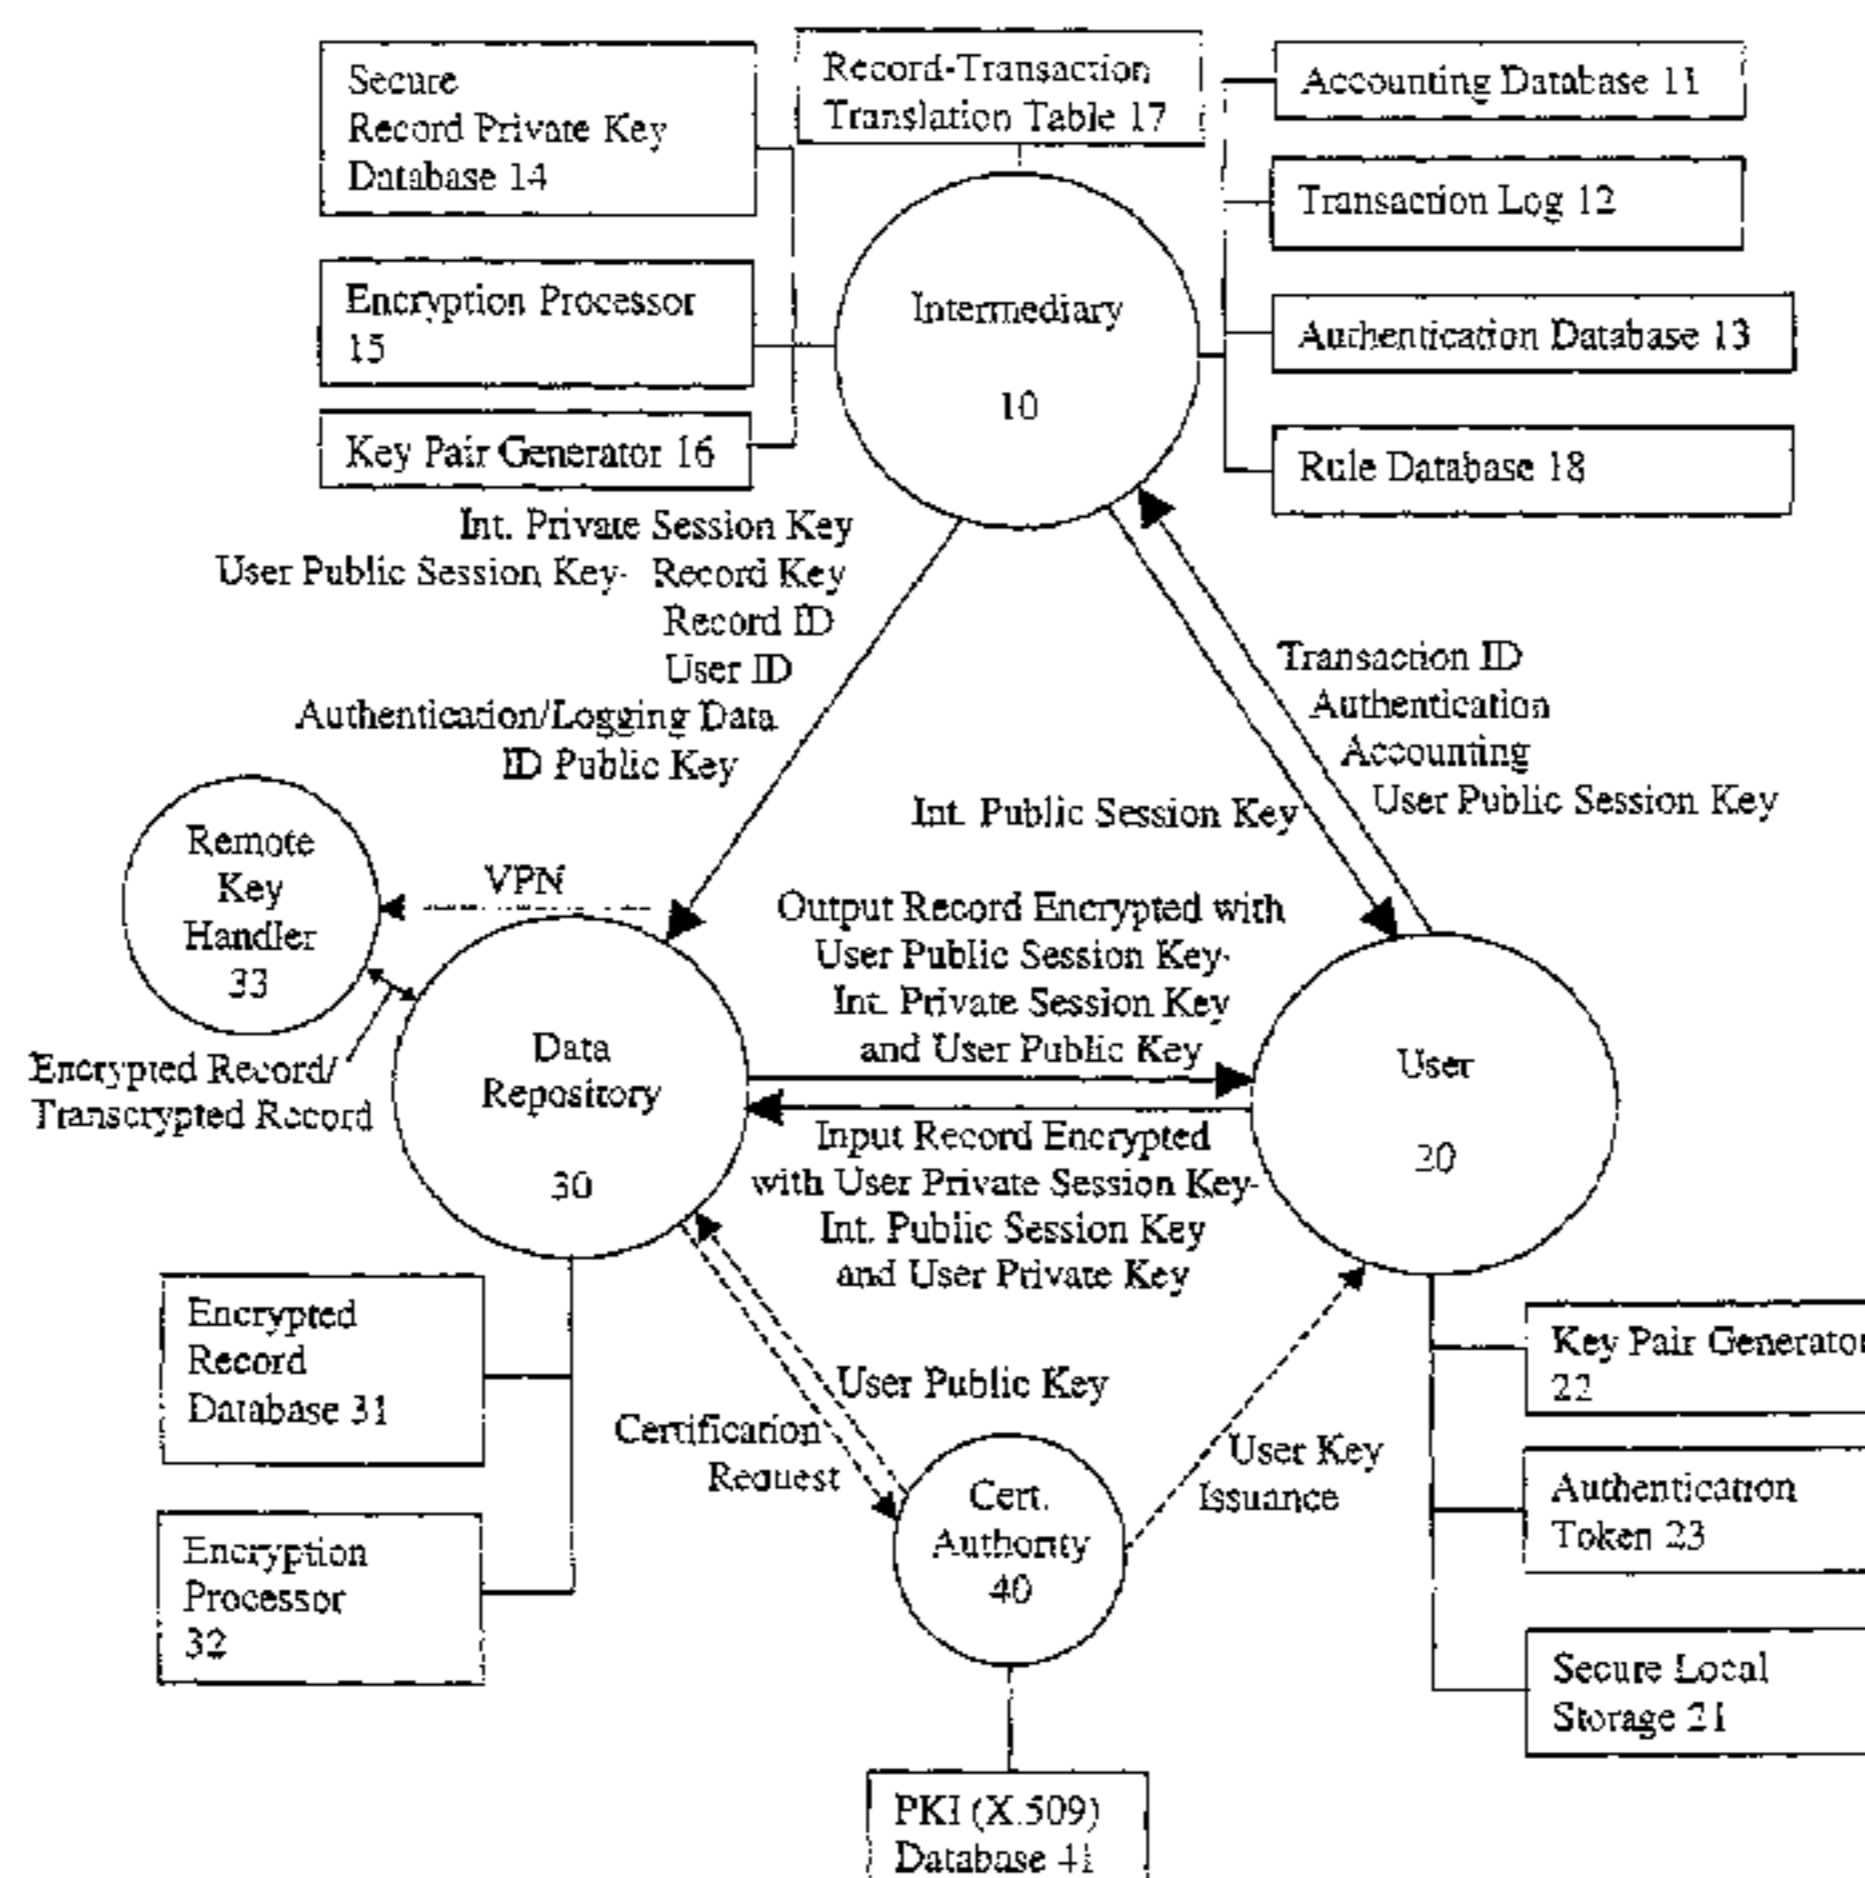 Secure
Record Private Key
Database 14
Record-Transaction
Translation Table 17
Accounting Database 11
Transaction Log 12
Encryption Processor
15
Intermediary
10
Authentication Database 13
Key Pair Generator 16
Rule Database 18
Int. Private Session Key
User Public Session Key- Record Key
Record ID
User ID
Authentication/Logging Data
ID Public Key
Transaction ID
Authentication
Accounting
User Public Session Key
Int. Public Session Key
Remote
Key
Handler
33
VPN
Output Record Encrypted with
User Public Session Key-
Int. Private Session Key
and User Public Key
Encrypted Record/
Transcrypted Record
Data
Repository
30
User
20
Input Record Encrypted
with User Private Session Key-
Int. Public Session Key
and User Private Key
Encrypted
Record
Database 31
User Public Key
Certification
Request
User Key
Issuance
Key Pair Generator
22
Encryption
Processor
32
Cert.
Authority
40
Authentication
Token 23
Secure Local
Storage 21
PKI (X.509)
Database 41